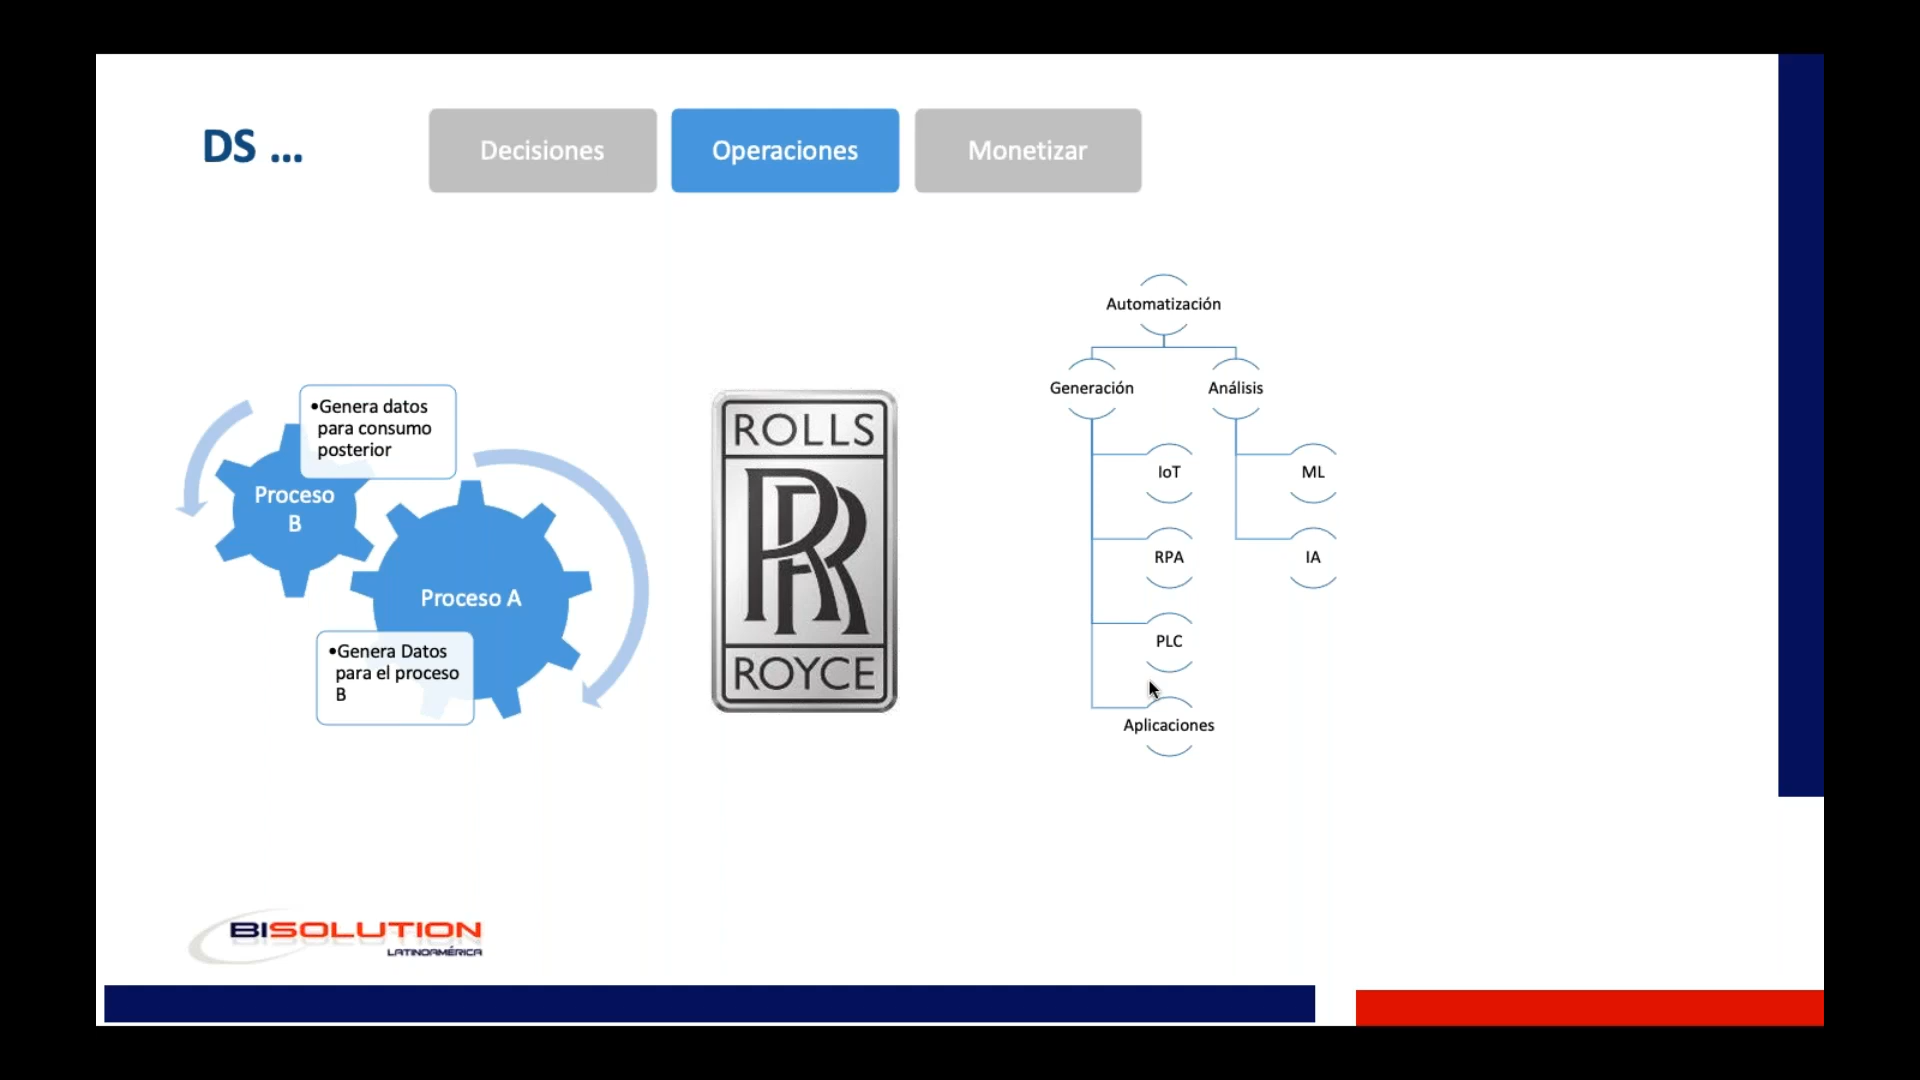 DS ...
Decisiones
Operaciones
Monetizar
•Genera datos
para consumo
posterior
Proceso
B
Proceso A
•Genera Datos
para el proceso
B
ROLLS
RR
ROYCE
Automatización
Generación
Análisis
IoT
ML
RPA
IA
PLC
Aplicaciones
BISOLUTION
LATINOAMÉRICA